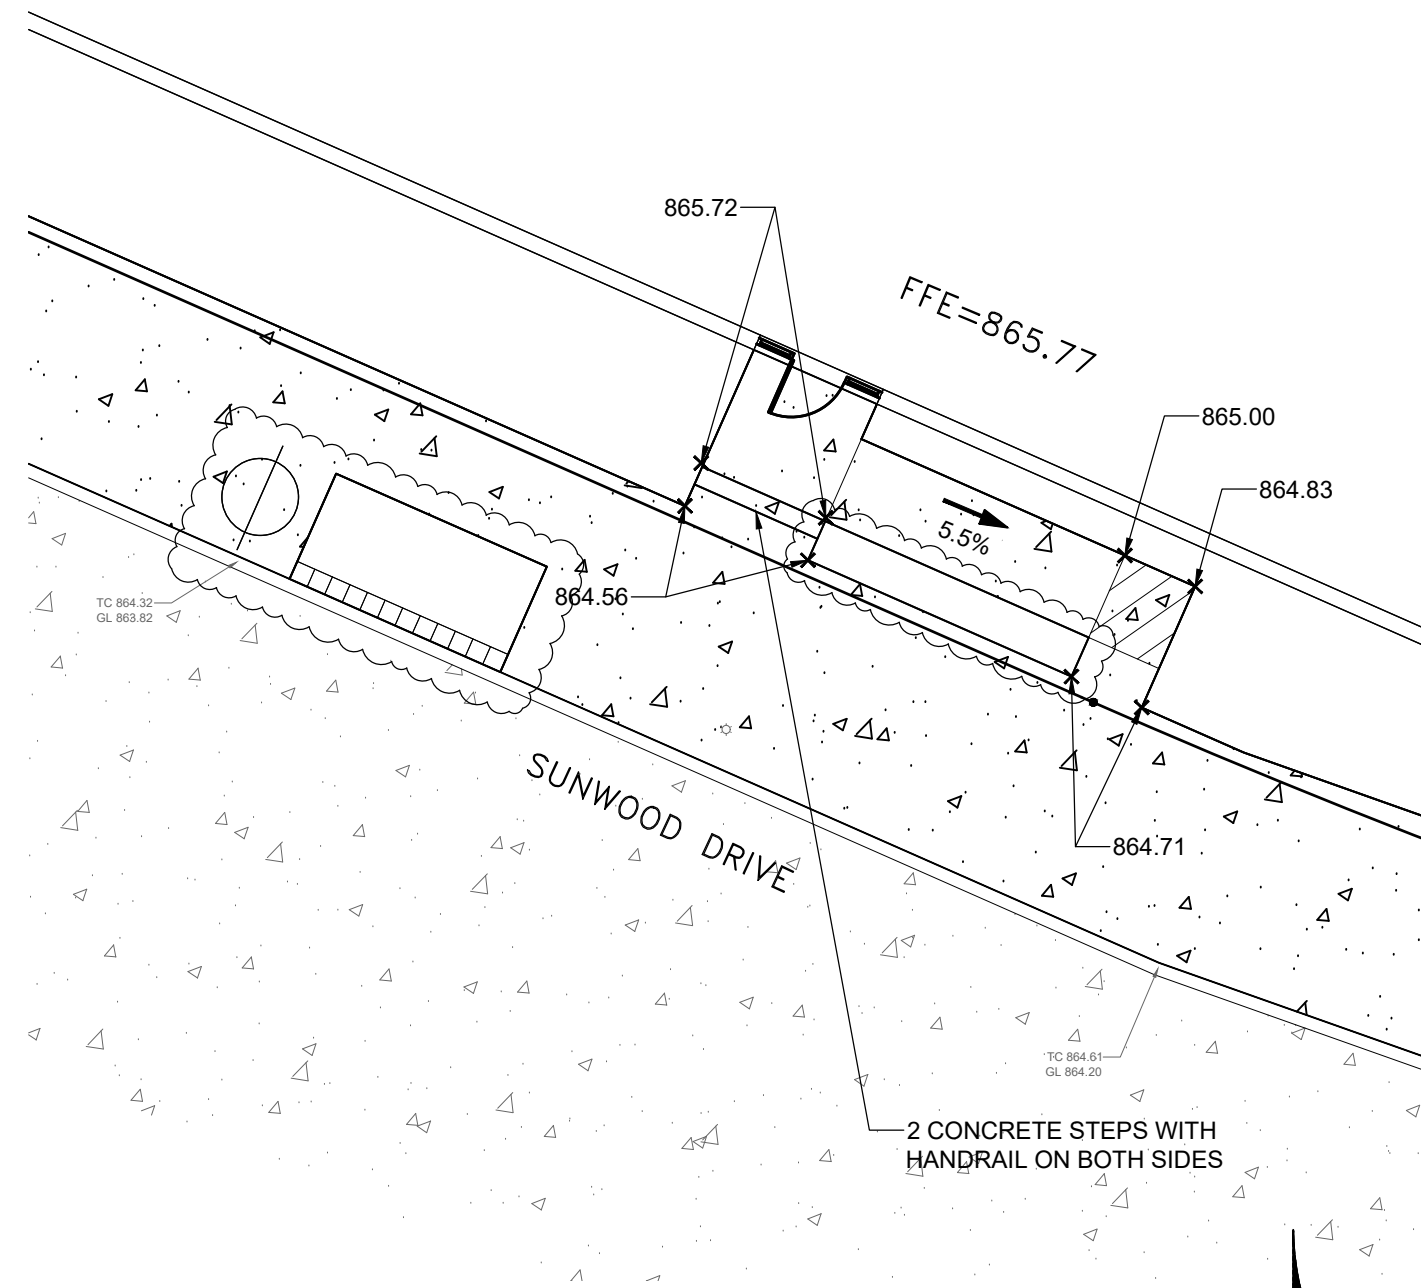 865.72
FFE=865.77
865.00
864.83
5.5%
864.56
TC 864.32
GL 863.82
SUNWOOD DRIVE
864.71
TC 864.61
GL 864.20
2 CONCRETE STEPS WITH
HANDRAIL ON BOTH SIDES